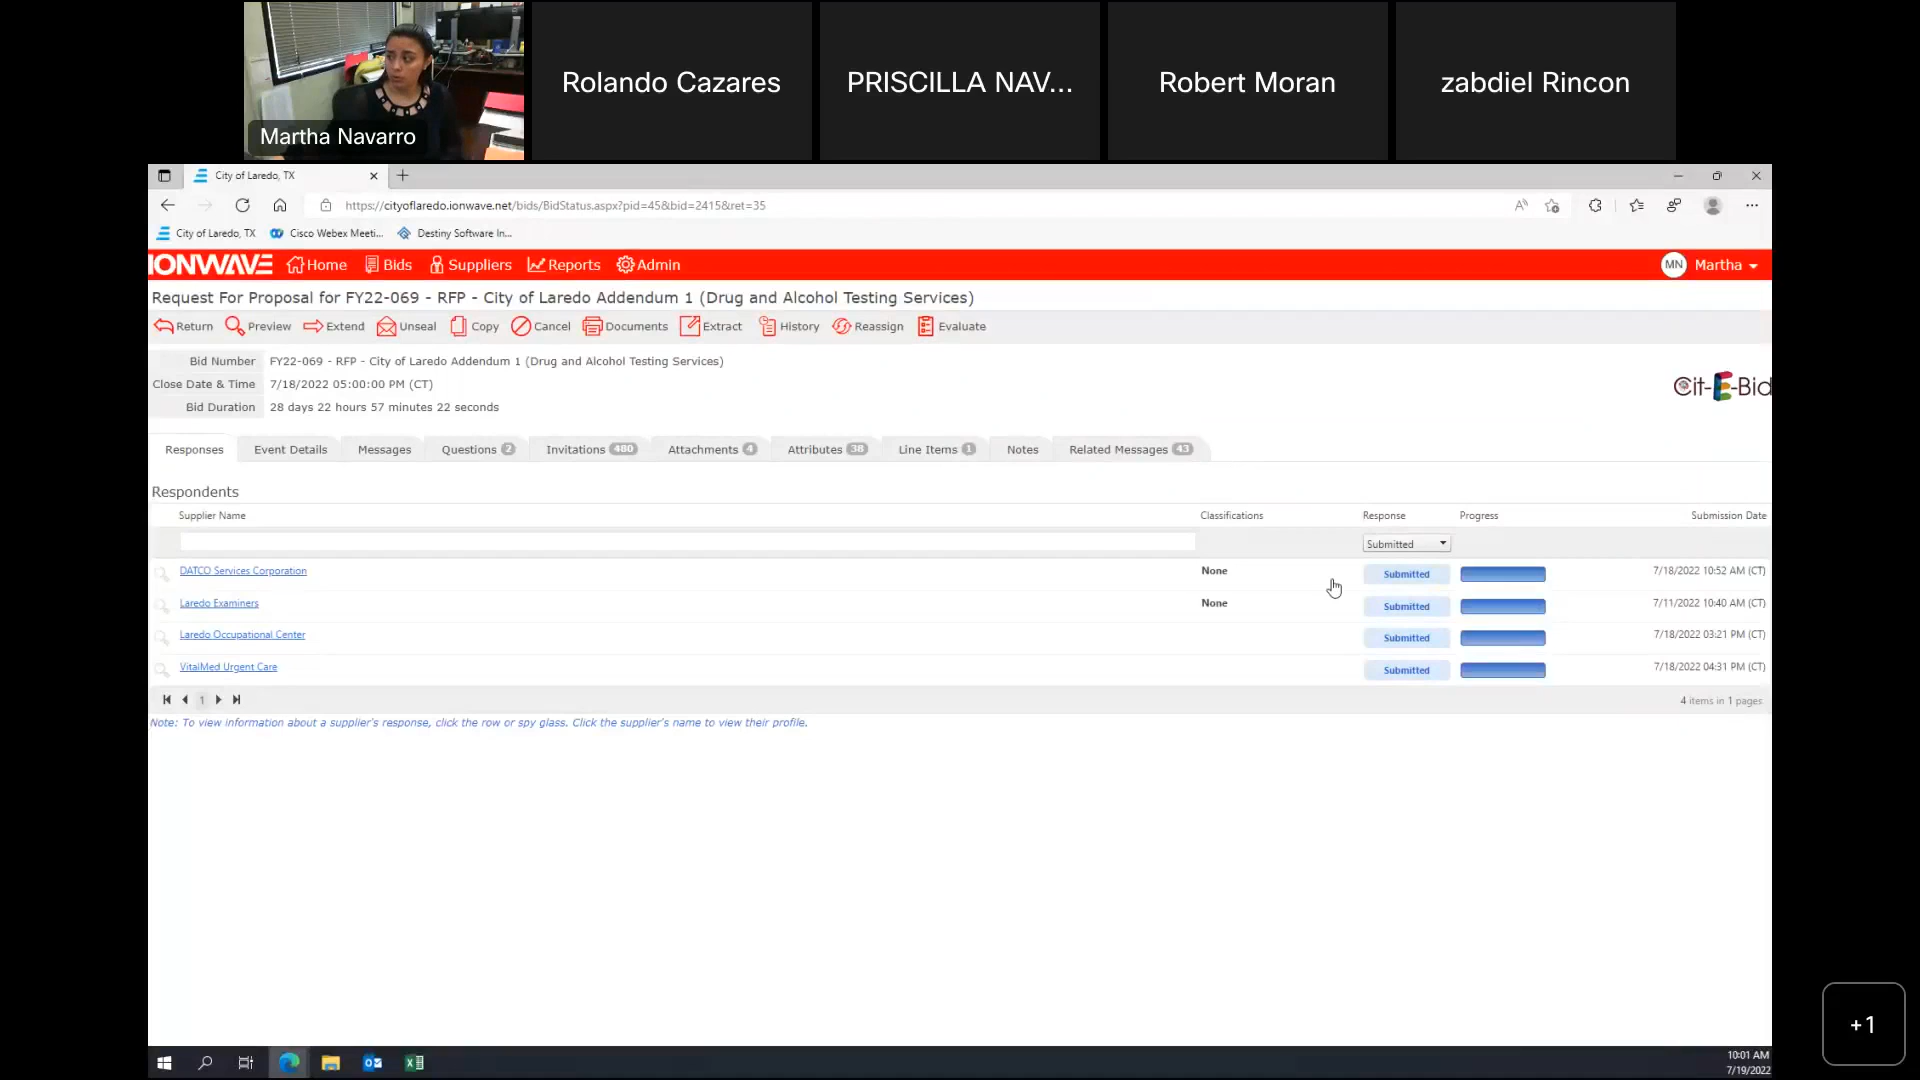 Martha Navarro
Rolando Cazares
PRISCILLA NAV...
Robert Moran
zabdiel Rincon
City of Laredo, TX
https://cityoflaredo.ionwave.net/bids/BidStatus.aspx?pid=45&bid=2415&ret=35
City of Laredo, TX Cisco Webex Meeti... Destiny Software In...
IONWAVE Home Bids Suppliers Reports Admin MN Martha
Request For Proposal for FY22-069 - RFP - City of Laredo Addendum 1 (Drug and Alcohol Testing Services)
Return Preview Extend Unseal Copy Cancel Documents Extract History Reassign Evaluate
Bid Number FY22-069 - RFP - City of Laredo Addendum 1 (Drug and Alcohol Testing Services)
Close Date & Time 7/18/2022 05:00:00 PM (CT)
Cit-E-Bid
Bid Duration 28 days 22 hours 57 minutes 22 seconds
Responses Event Details Messages Questions 2 Invitations 480 Attachments 4 Attributes 38 Line Items 1 Notes Related Messages 43
Respondents
Supplier Name Classifications Response Progress Submission Date
Submitted
DATCO Services Corporation None Submitted 7/18/2022 10:52 AM (CT)
Laredo Examiners None Submitted 7/11/2022 10:40 AM (CT)
Laredo Occupational Center Submitted 7/18/2022 03:21 PM (CT)
VitalMed Urgent Care Submitted 7/18/2022 04:31 PM (CT)
1 4 items in 1 pages
Note: To view information about a supplier's response, click the row or spy glass. Click the supplier's name to view their profile.
+1
10:01 AM
7/19/2022